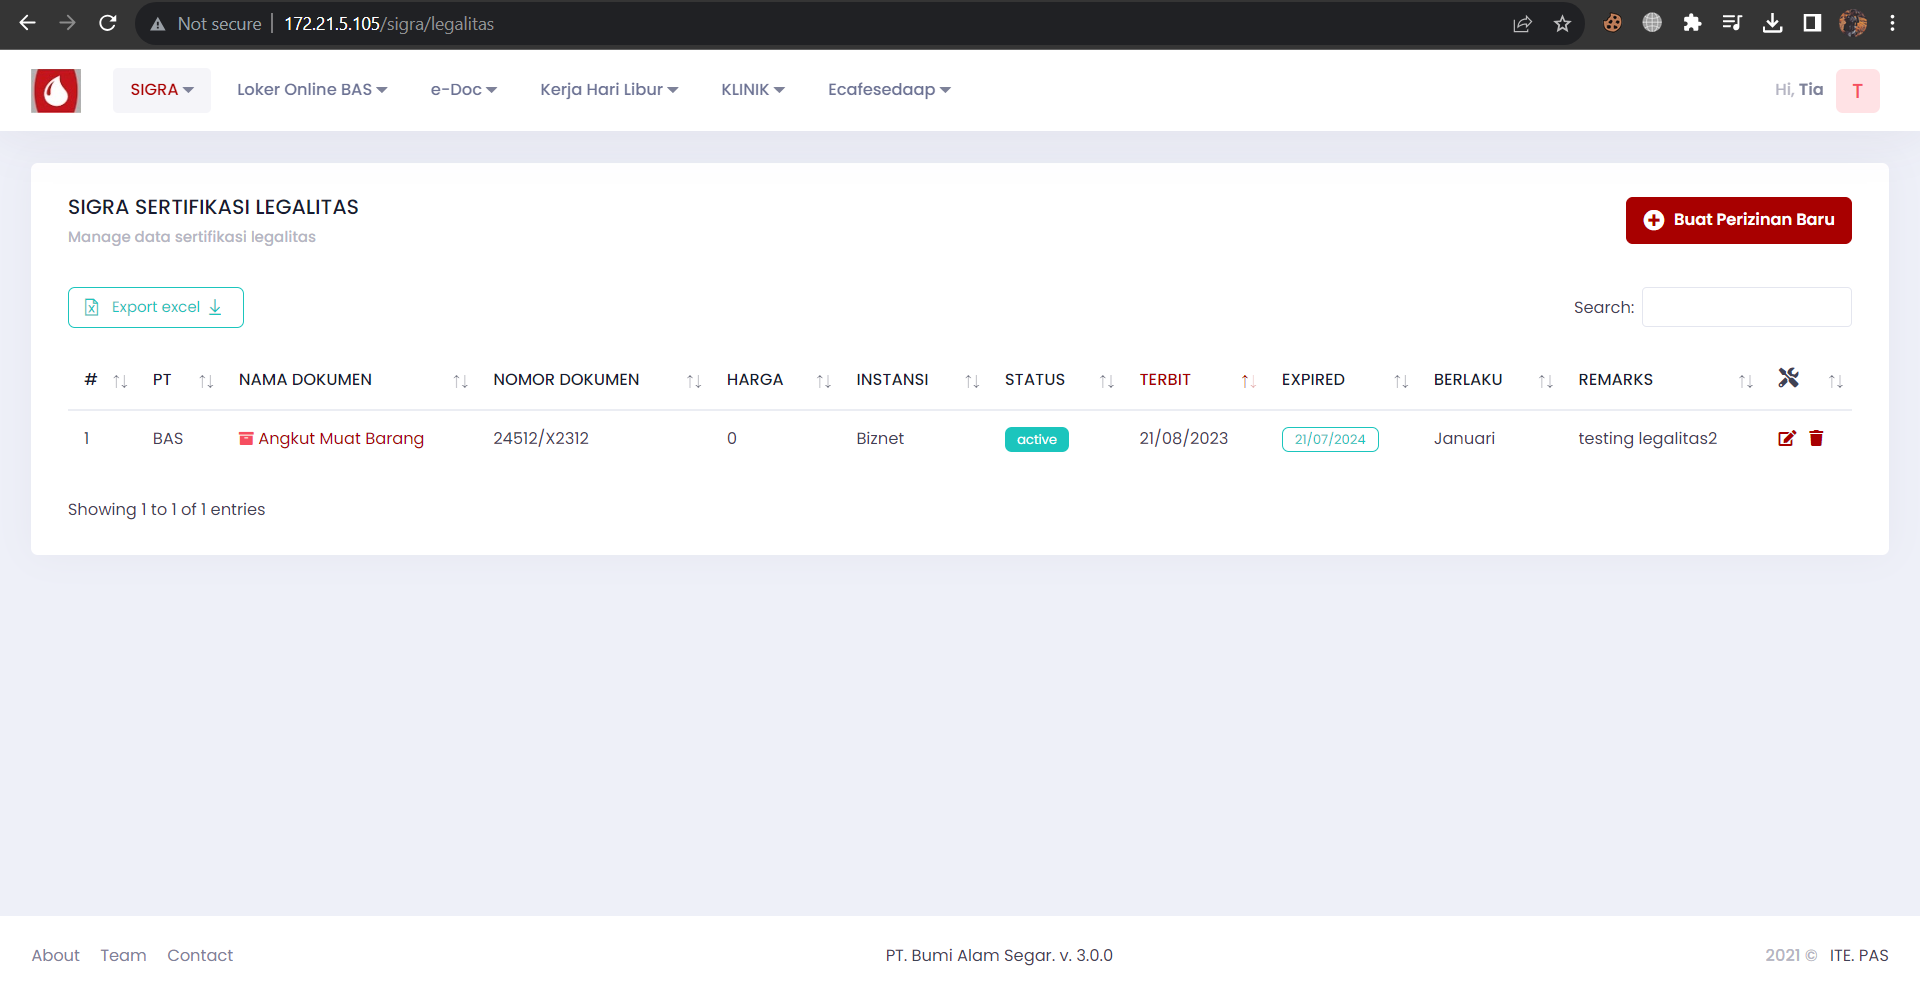 Not secure 172.21.5.105/sigra/legalitas
SIGRA Loker Online BAS e-Doc Kerja Hari Libur KLINIK Ecafesedaap Hi, Tia T
SIGRA SERTIFIKASI LEGALITAS
Manage data sertifikasi legalitas
Buat Perizinan Baru
Export excel
Search:
# PT NAMA DOKUMEN NOMOR DOKUMEN HARGA INSTANSI STATUS TERBIT EXPIRED BERLAKU REMARKS
1 BAS Angkut Muat Barang 24512/X2312 0 Biznet active 21/08/2023 21/07/2024 Januari testing legalitas2
Showing 1 to 1 of 1 entries
About Team Contact PT. Bumi Alam Segar. v. 3.0.0 2021 © ITE. PAS